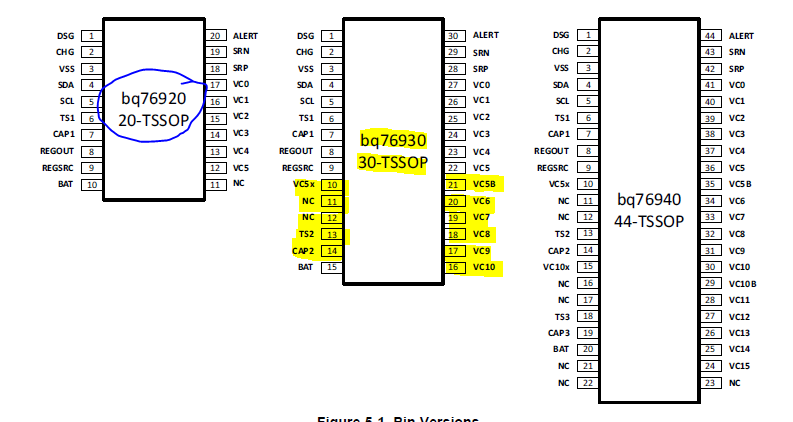 DSG 1 20 ALERT
CHG 2 19 SRN
VSS 3 18 SRP
SDA 4 17 VC0
SCL 5 16 VC1
TS1 6 15 VC2
CAP1 7 14 VC3
REGOUT 8 13 VC4
REGSRC 9 12 VC5
BAT 10 11 NC
bq76920
20-TSSOP
DSG 1 30 ALERT
CHG 2 29 SRN
VSS 3 28 SRP
SDA 4 27 VC0
SCL 5 26 VC1
TS1 6 25 VC2
CAP1 7 24 VC3
REGOUT 8 23 VC4
REGSRC 9 22 VC5
VC5x 10 21 VC5B
NC 11 20 VC6
NC 12 19 VC7
TS2 13 18 VC8
CAP2 14 17 VC9
BAT 15 16 VC10
bq76930
30-TSSOP
DSG 1 44 ALERT
CHG 2 43 SRN
VSS 3 42 SRP
SDA 4 41 VC0
SCL 5 40 VC1
TS1 6 39 VC2
CAP1 7 38 VC3
REGOUT 8 37 VC4
REGSRC 9 36 VC5
VC5x 10 35 VC5B
NC 11 34 VC6
NC 12 33 VC7
TS2 13 32 VC8
CAP2 14 31 VC9
VC10x 15 30 VC10
NC 16 29 VC10B
NC 17 28 VC11
TS3 18 27 VC12
CAP3 19 26 VC13
BAT 20 25 VC14
NC 21 24 VC15
NC 22 23 NC
bq76940
44-TSSOP
Figure 5-1. Pin Versions